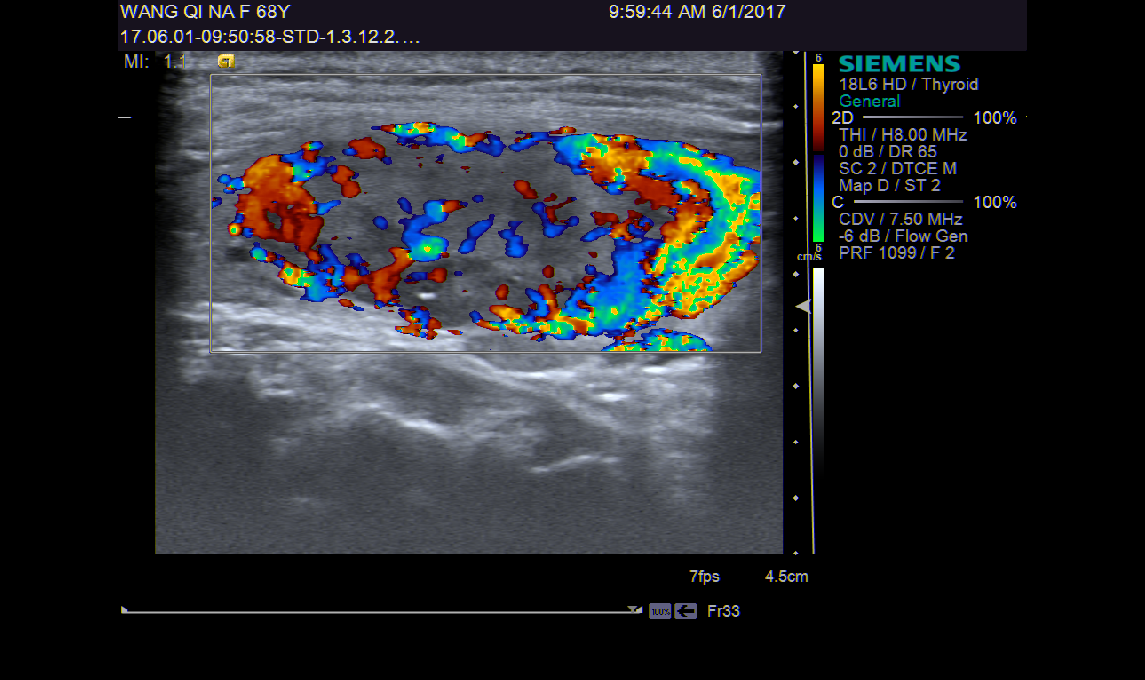 WANG QI NA F 68Y
9:59:44 AM 6/1/2017
17.06.01-09:50:58-STD-1.3.12.2....
MI: 1.1
6
SIEMENS
18L6 HD / Thyroid
General
2D 100%
THI / H8.00 MHz
0 dB / DR 65
SC 2 / DTCE M
Map D / ST 2
C 100%
CDV / 7.50 MHz
-6 dB / Flow Gen
6
cm/s
PRF 1099 / F 2
7fps 4.5cm
100% Fr33